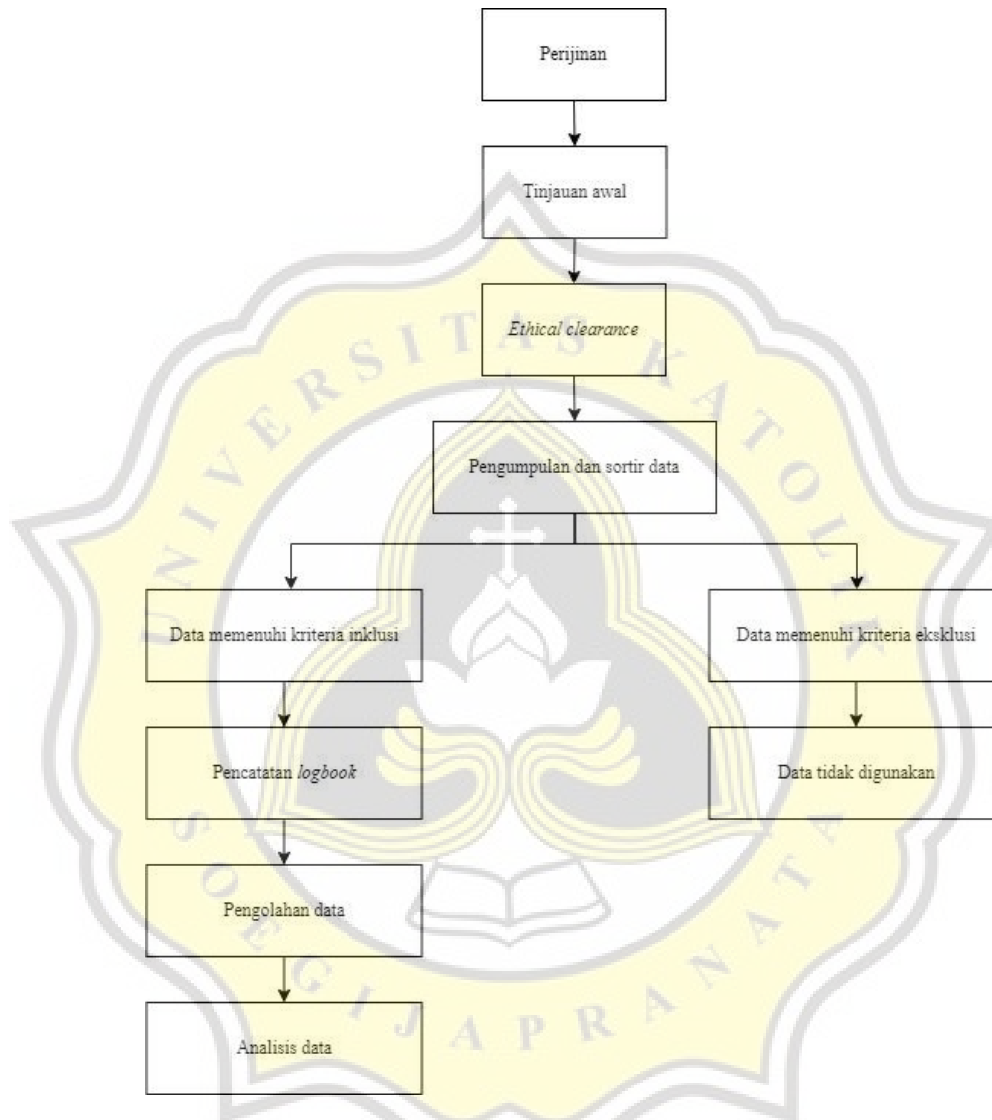 Perijinan
Tinjauan awal
Ethical clearance
UNIVERSITAS KATOLIK
Pengumpulan dan sortir data
Data memenuhi kriteria inklusi
Data memenuhi kriteria eksklusi
Pencatatan logbook
Data tidak digunakan
Pengolahan data
Analisis data
SOEGIJAPRANATA